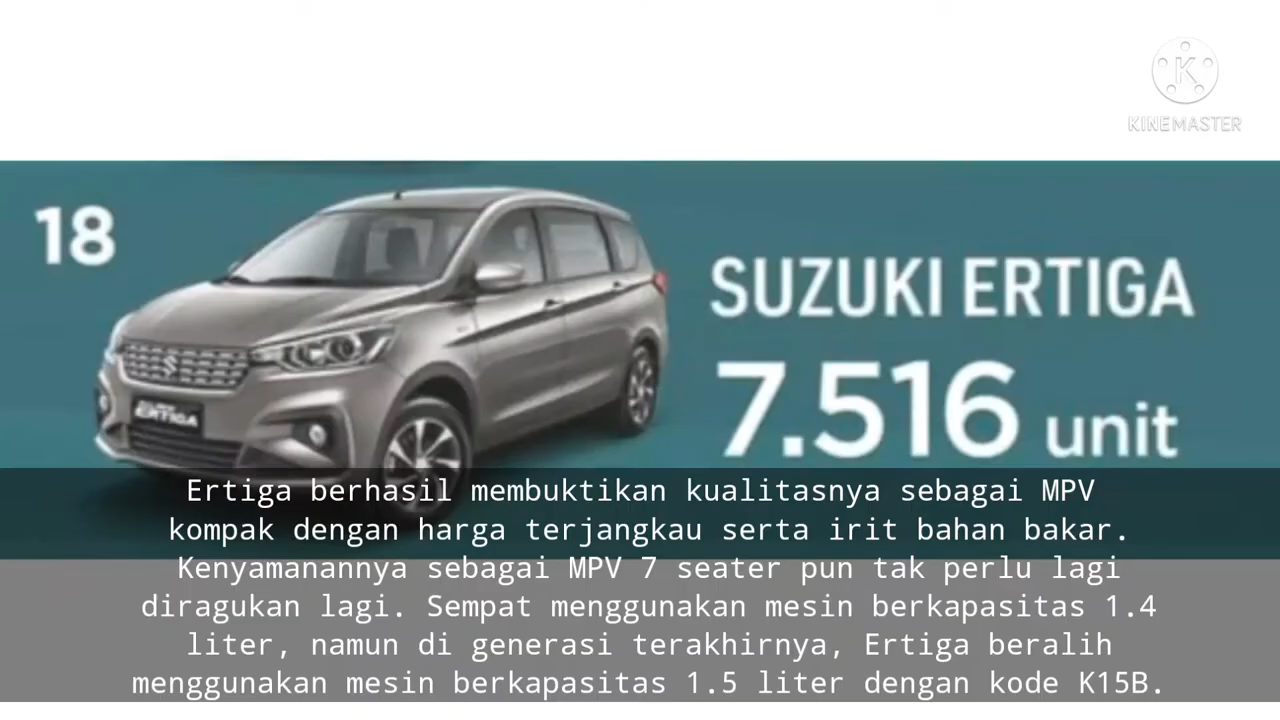 KINEMASTER
18
SUZUKI ERTIGA
7.516 unit
ERTIGA
Ertiga berhasil membuktikan kualitasnya sebagai MPV
kompak dengan harga terjangkau serta irit bahan bakar.
Kenyamanannya sebagai MPV 7 seater pun tak perlu lagi
diragukan lagi. Sempat menggunakan mesin berkapasitas 1.4
liter, namun di generasi terakhirnya, Ertiga beralih
menggunakan mesin berkapasitas 1.5 liter dengan kode K15B.